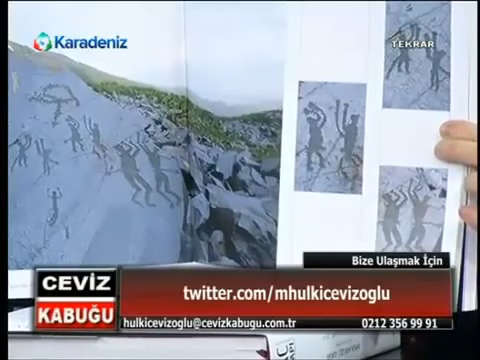 Karadeniz
TEKRAR
Bize Ulaşmak İçin
CEVİZ
KABUĞU
twitter.com/mhulkicevizoglu
hulkicevizoglu@cevizkabugu.com.tr
0212 356 99 91